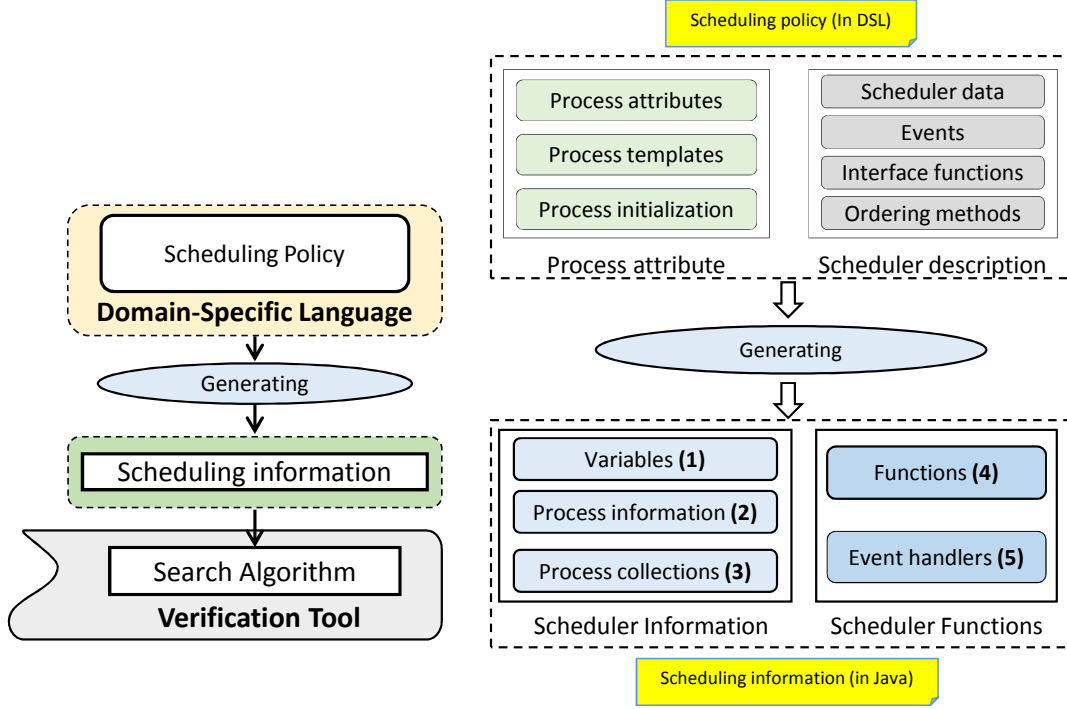 Scheduling Policy
Domain-Specific Language
Generating
Scheduling information
Search Algorithm
Verification Tool
Scheduling policy (In DSL)
Process attributes
Process templates
Process initialization
Process attribute
Scheduler data
Events
Interface functions
Ordering methods
Scheduler description
Generating
Variables (1)
Process information (2)
Process collections (3)
Scheduler Information
Functions (4)
Event handlers (5)
Scheduler Functions
Scheduling information (in Java)